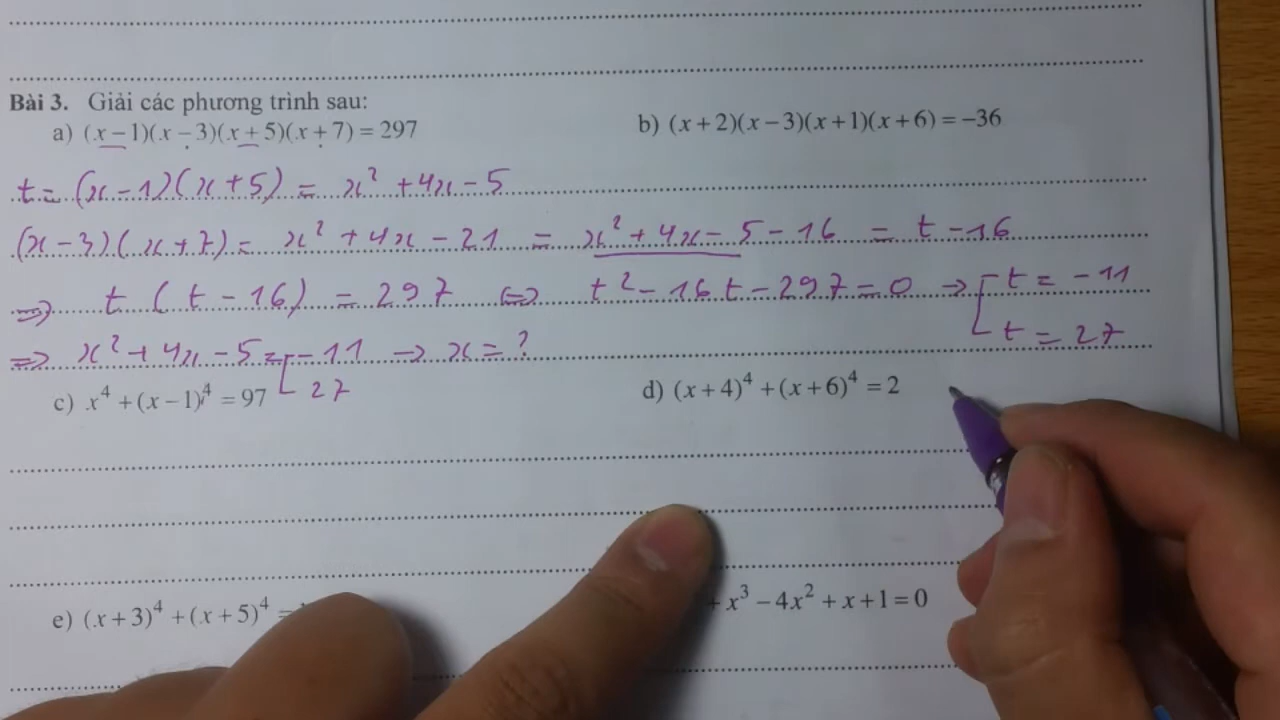 Bài 3. Giải các phương trình sau:
a) (x – 1)(x – 3)(x + 5)(x + 7) = 297
b) (x + 2)(x – 3)(x + 1)(x + 6) = –36
t = (x – 1)(x + 5) = x² + 4x – 5
(x – 3)(x + 7) = x² + 4x – 21 = x² + 4x – 5 – 16 = t – 16
=> t (t – 16) = 297 <=> t² – 16t – 297 = 0 → [ t = – 11
t = 27
=> x² + 4x – 5 = [ – 11 → x = ?
27
c) x⁴ + (x – 1)⁴ = 97
d) (x + 4)⁴ + (x + 6)⁴ = 2
e) (x + 3)⁴ + (x + 5)⁴ =
+ x³ – 4x² + x + 1 = 0